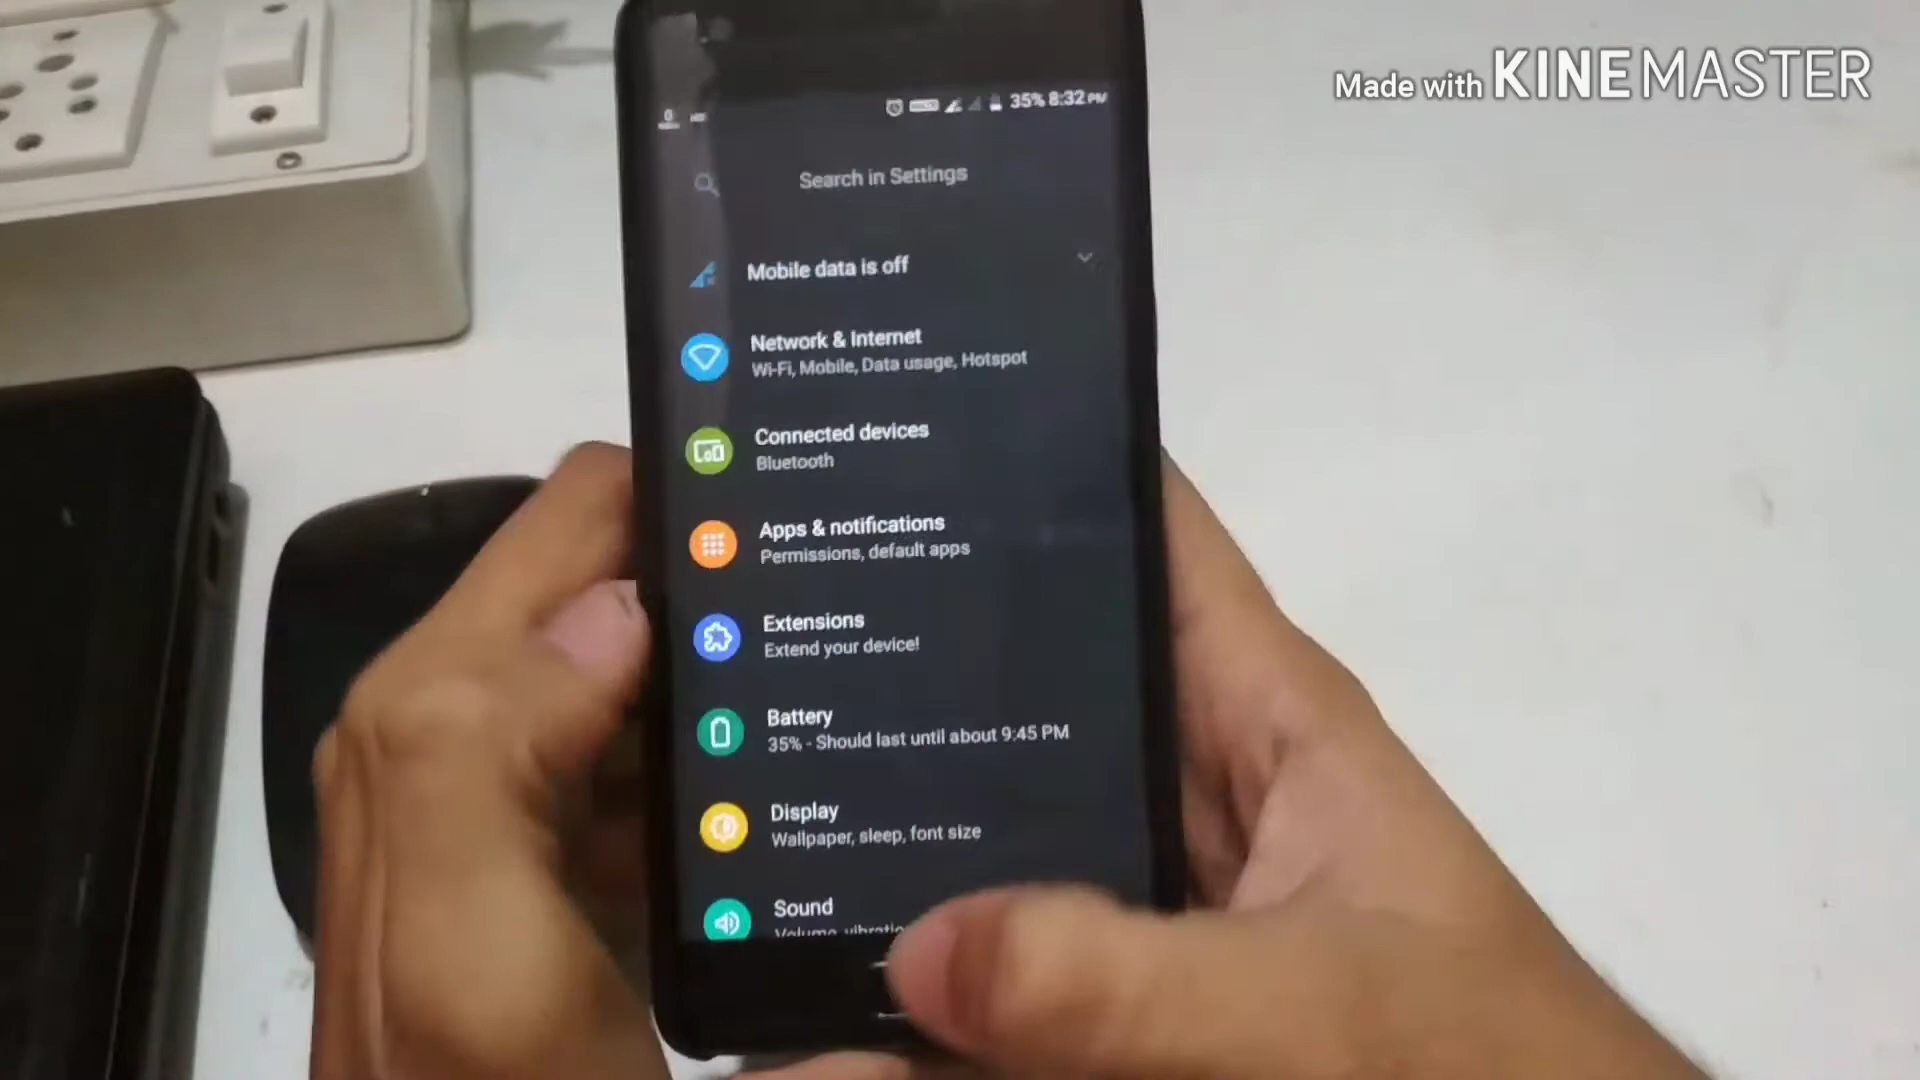 Made with KINEMASTER
35% 8:32 PM
Search in Settings
Mobile data is off
Network & Internet
Wi-Fi, Mobile, Data usage, Hotspot
Connected devices
Bluetooth
Apps & notifications
Permissions, default apps
Extensions
Extend your device!
Battery
35% - Should last until about 9:45 PM
Display
Wallpaper, sleep, font size
Sound
Volume,